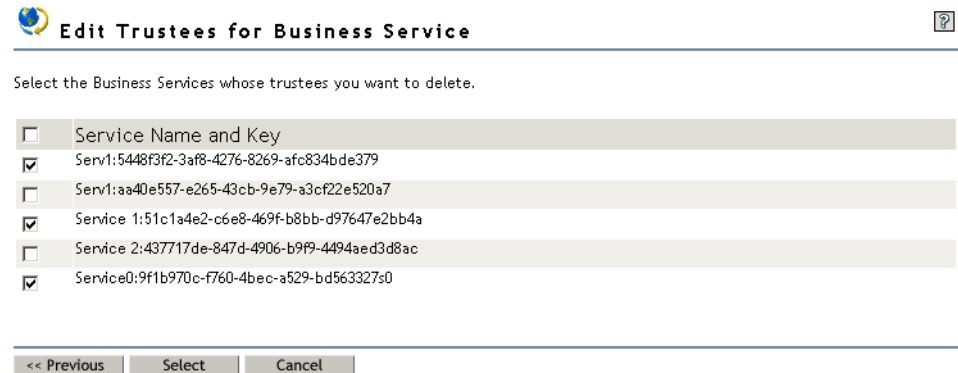 Edit Trustees for Business Service
?
Select the Business Services whose trustees you want to delete.
Service Name and Key
Serv1:5448f3f2-3af8-4276-8269-afc834bde379
Serv1:aa40e557-e265-43cb-9e79-a3cf22e520a7
Service 1:51c1a4e2-c6e8-469f-b8bb-d97647e2bb4a
Service 2:437717de-847d-4906-b9f9-4494aed3d8ac
Service0:9f1b970c-f760-4bec-a529-bd563327s0
<< Previous Select Cancel